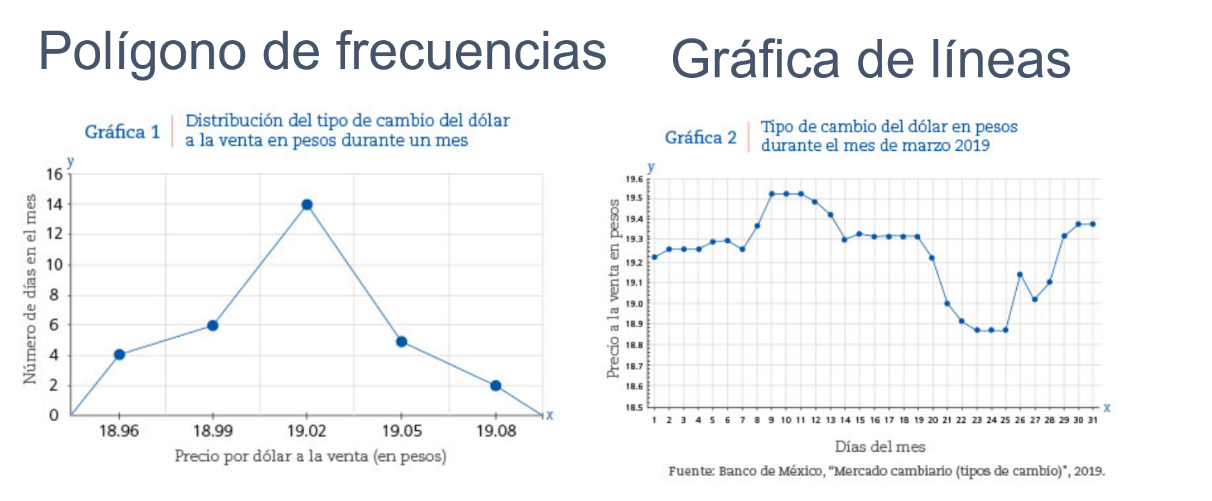 Polígono de frecuencias
Gráfica 1
Distribución del tipo de cambio del dólar
a la venta en pesos durante un mes
y
16
14
12
10
8
6
4
2
0
Número de días en el mes
x
18.96 18.99 19.02 19.05 19.08
Precio por dólar a la venta (en pesos)
Gráfica de líneas
Gráfica 2
Tipo de cambio del dólar en pesos
durante el mes de marzo 2019
y
19.6
19.5
19.4
19.3
19.2
19.1
19.0
18.9
18.8
18.7
18.6
18.5
Precio a la venta en pesos
x
1 2 3 4 5 6 7 8 9 10 11 12 13 14 15 16 17 18 19 20 21 22 23 24 25 26 27 28 29 30 31
Días del mes
Fuente: Banco de México, “Mercado cambiario (tipos de cambio)”, 2019.